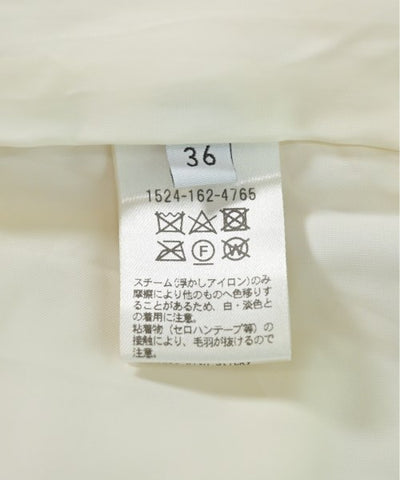 36
1524-162-4765
F
W
スチーム(浮かしアイロン)のみ
摩擦により他のものへ色移りす
ることがあるため、白・淡色と
の着用に注意。
粘着物(セロハンテープ等)の
接触により、毛羽が抜けるので
注意。